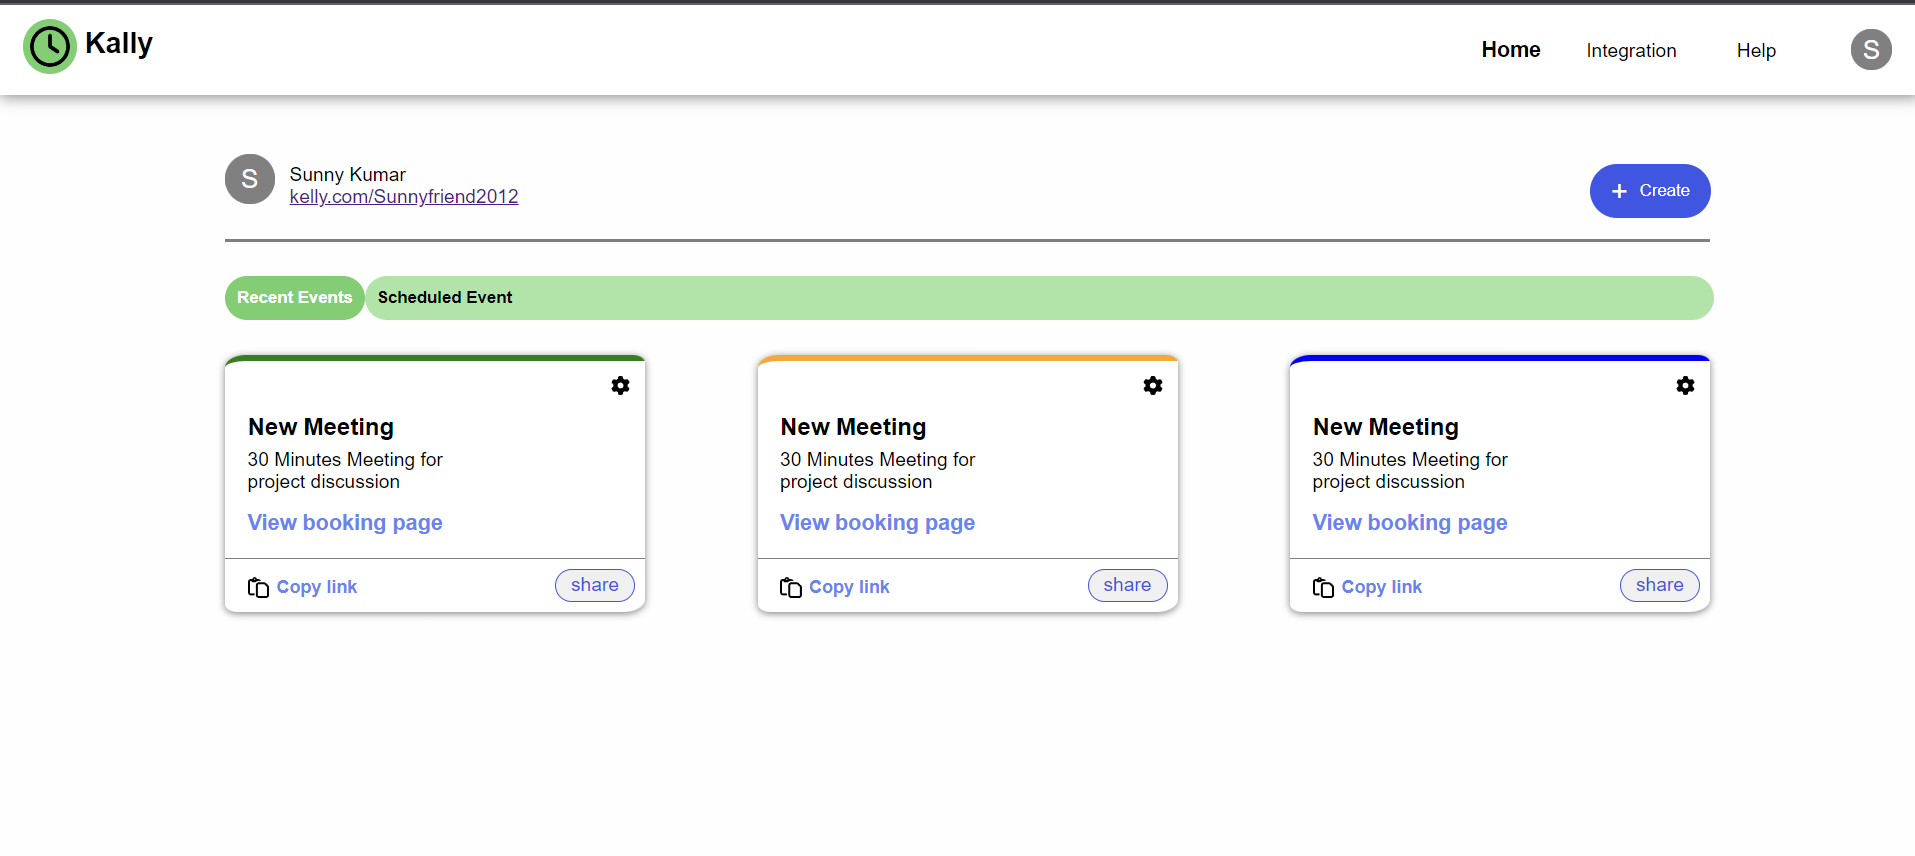 Kally
Home
Integration
Help
S
S
Sunny Kumar
kelly.com/Sunnyfriend2012
+ Create
Recent Events
Scheduled Event
New Meeting
30 Minutes Meeting for
project discussion
View booking page
Copy link
share
New Meeting
30 Minutes Meeting for
project discussion
View booking page
Copy link
share
New Meeting
30 Minutes Meeting for
project discussion
View booking page
Copy link
share